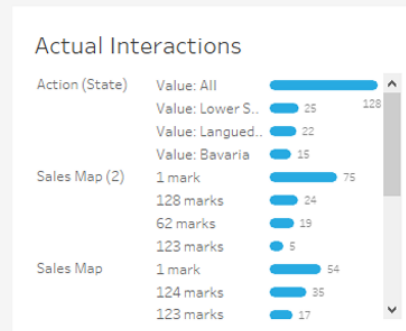 Actual Interactions
Action (State) Value: All 128
Value: Lower S.. 25
Value: Langued.. 22
Value: Bavaria 15
Sales Map (2) 1 mark 75
128 marks 24
62 marks 19
123 marks 5
Sales Map 1 mark 54
124 marks 35
123 marks 17